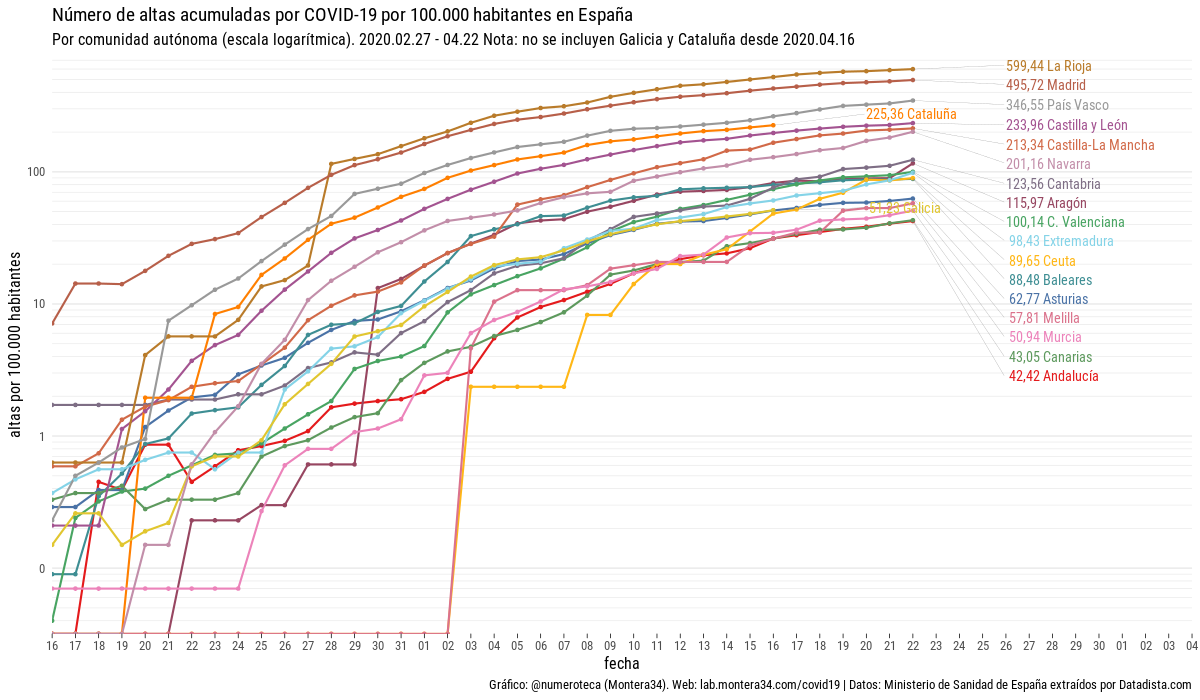 Número de altas acumuladas por COVID-19 por 100.000 habitantes en España
Por comunidad autónoma (escala logarítmica). 2020.02.27 - 04.22 Nota: no se incluyen Galicia y Cataluña desde 2020.04.16
altas por 100.000 habitantes
100
10
1
0
599,44 La Rioja
495,72 Madrid
346,55 País Vasco
225,36 Cataluña
233,96 Castilla y León
213,34 Castilla-La Mancha
201,16 Navarra
123,56 Cantabria
115,97 Aragón
Galicia
100,14 C. Valenciana
98,43 Extremadura
89,65 Ceuta
88,48 Baleares
62,77 Asturias
57,81 Melilla
50,94 Murcia
43,05 Canarias
42,42 Andalucía
16 17 18 19 20 21 22 23 24 25 26 27 28 29 30 31 01 02 03 04 05 06 07 08 09 10 11 12 13 14 15 16 17 18 19 20 21 22 23 24 25 26 27 28 29 30 01 02 03 04
fecha
Gráfico: @numeroteca (Montera34). Web: lab.montera34.com/covid19 | Datos: Ministerio de Sanidad de España extraídos por Datadista.com